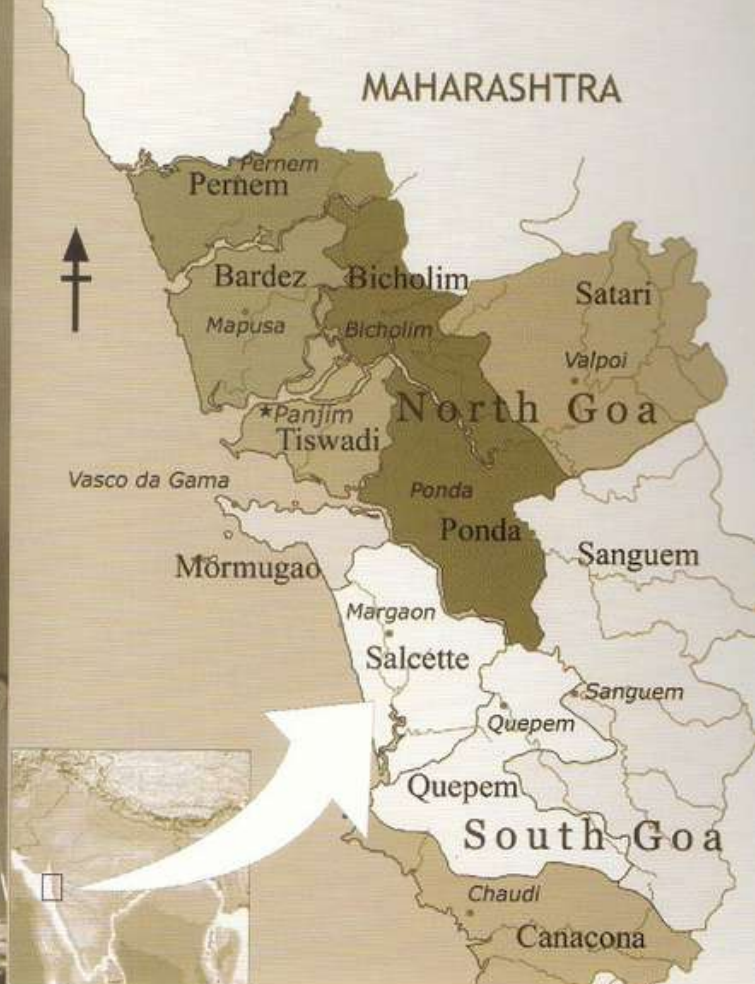 MAHARASHTRA
Pernem
Pernem
Bardez
Bicholim
Satari
Mapusa
Bicholim
Valpoi
North Goa
Panjim
Tiswadi
Vasco da Gama
Ponda
Ponda
Mormugao
Sanguem
Margaon
Salcette
Sanguem
Quepem
Quepem
South Goa
Chaudi
Canacona